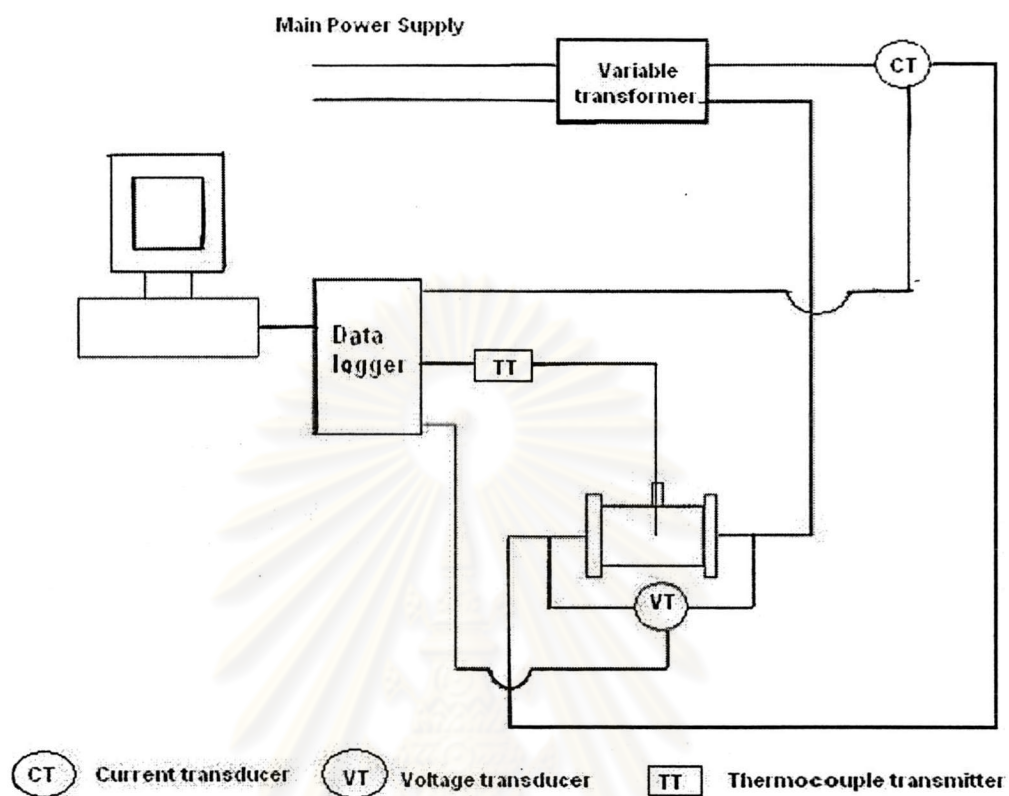 Main Power Supply
Variable
transformer
CT
Data
logger
TT
VT
CT Current transducer VT Voltage transducer TT Thermocouple transmitter